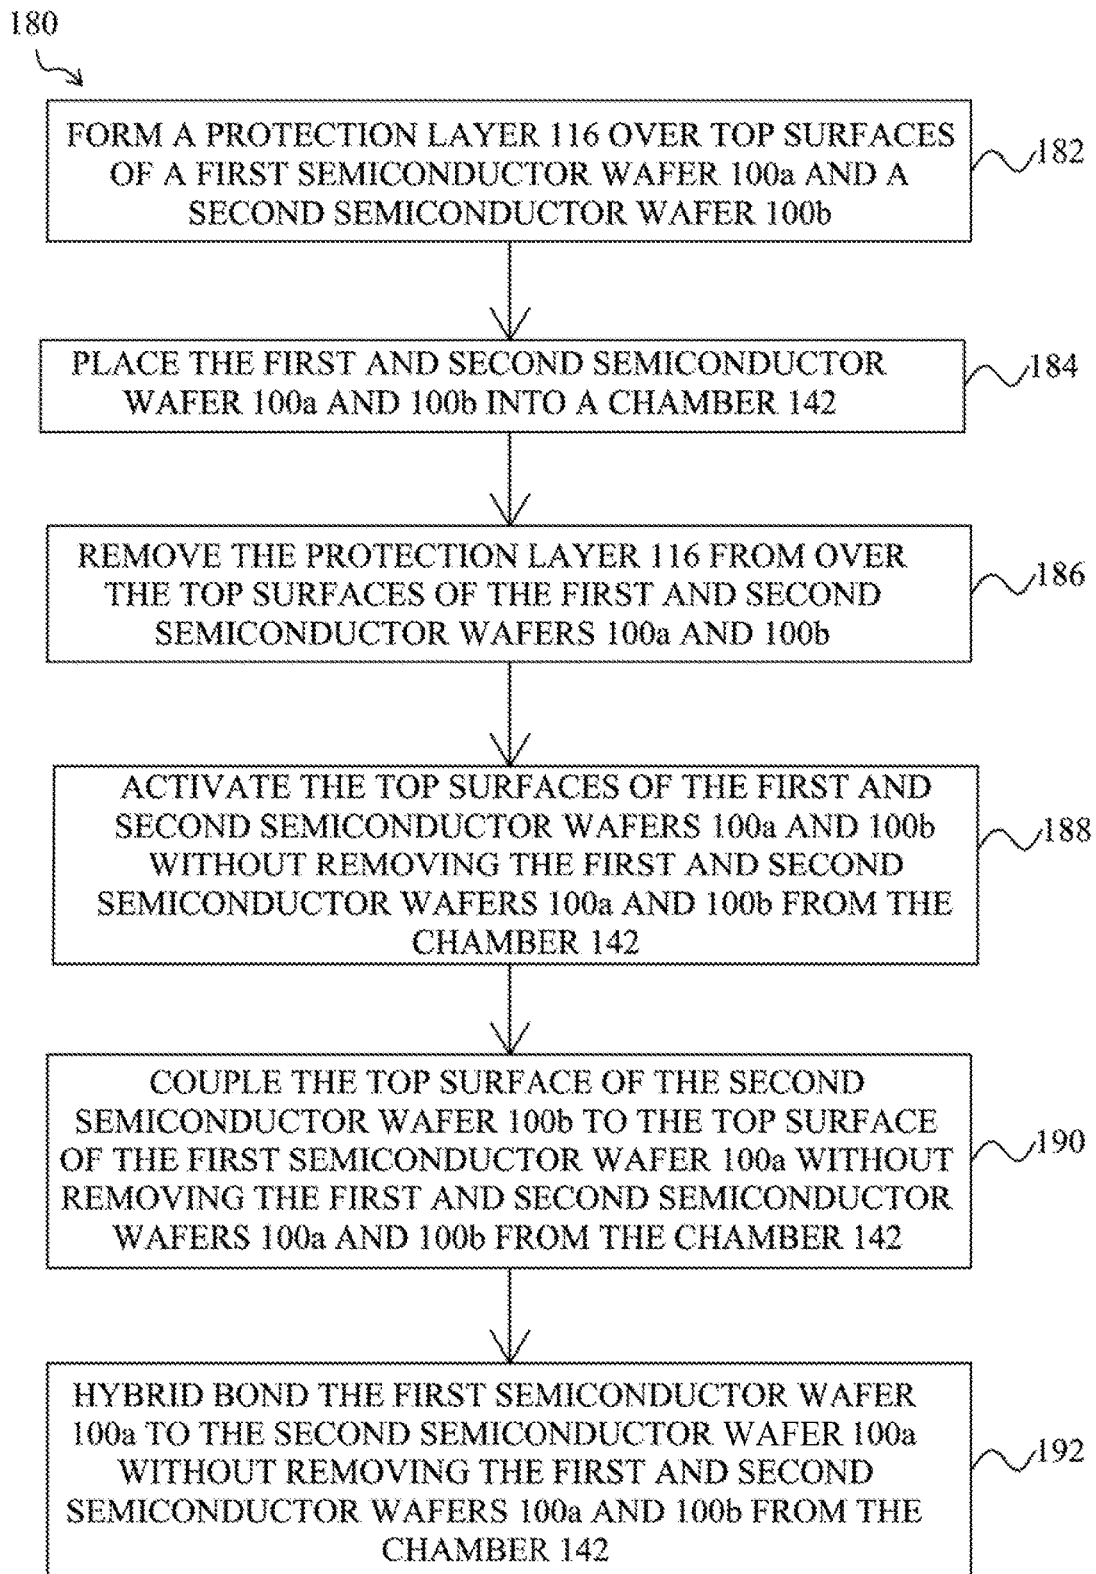 180
FORM A PROTECTION LAYER 116 OVER TOP SURFACES
OF A FIRST SEMICONDUCTOR WAFER 100a AND A
SECOND SEMICONDUCTOR WAFER 100b
182
PLACE THE FIRST AND SECOND SEMICONDUCTOR
WAFER 100a AND 100b INTO A CHAMBER 142
184
REMOVE THE PROTECTION LAYER 116 FROM OVER
THE TOP SURFACES OF THE FIRST AND SECOND
SEMICONDUCTOR WAFERS 100a AND 100b
186
ACTIVATE THE TOP SURFACES OF THE FIRST AND
SECOND SEMICONDUCTOR WAFERS 100a AND 100b
WITHOUT REMOVING THE FIRST AND SECOND
SEMICONDUCTOR WAFERS 100a AND 100b FROM THE
CHAMBER 142
188
COUPLE THE TOP SURFACE OF THE SECOND
SEMICONDUCTOR WAFER 100b TO THE TOP SURFACE
OF THE FIRST SEMICONDUCTOR WAFER 100a WITHOUT
REMOVING THE FIRST AND SECOND SEMICONDUCTOR
WAFERS 100a AND 100b FROM THE CHAMBER 142
190
HYBRID BOND THE FIRST SEMICONDUCTOR WAFER
100a TO THE SECOND SEMICONDUCTOR WAFER 100a
WITHOUT REMOVING THE FIRST AND SECOND
SEMICONDUCTOR WAFERS 100a AND 100b FROM THE
CHAMBER 142
192